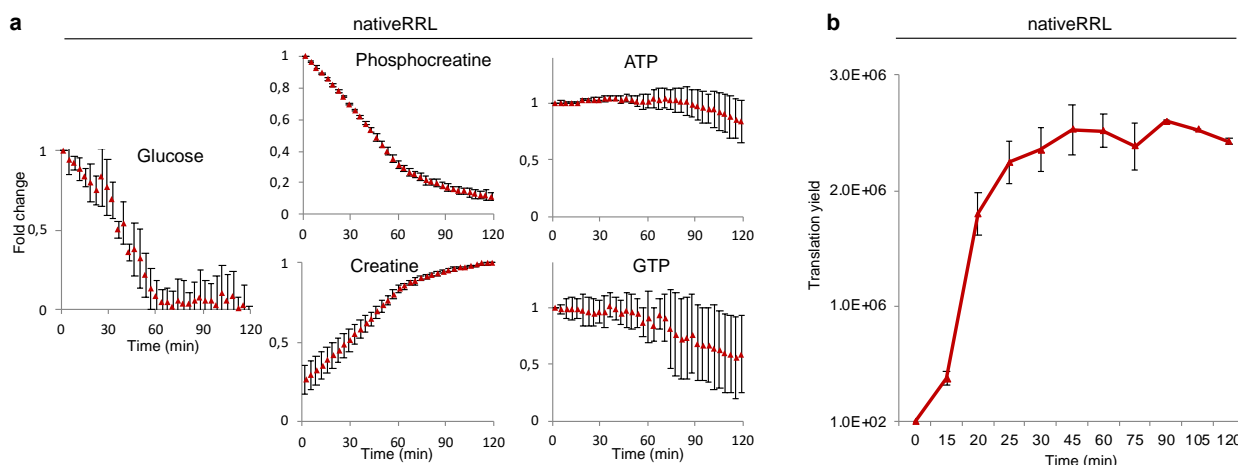 a
nativeRRL
b
nativeRRL
Phosphocreatine
ATP
Glucose
Creatine
GTP
Fold change
1
0,5
0
0 30 60 90 120
Time (min)
1
0,8
0,6
0,4
0,2
0
0 30 60 90 120
1
0,5
0
0 30 60 90 120
1
0,5
0
0 30 60 90 120
Time (min)
1
0,5
0
0 30 60 90 120
Time (min)
Translation yield
3.0E+06
2.0E+06
1.0E+06
1.0E+02
0 15 20 25 30 45 60 75 90 105 120
Time (min)